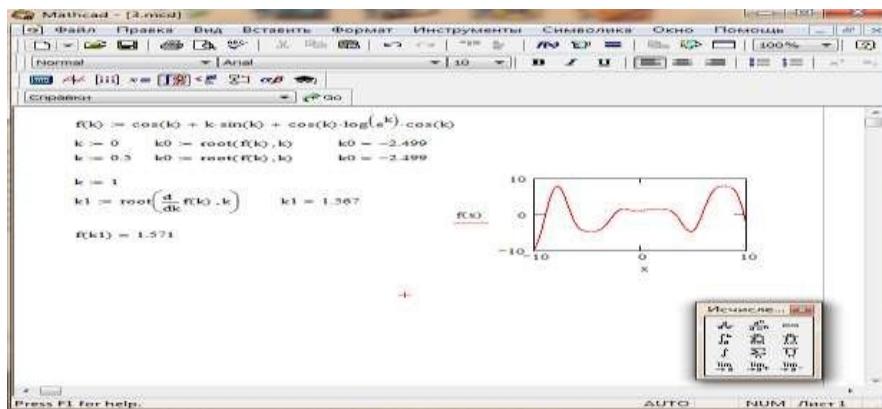 Mathcad - [3.mcd]
Файл Правка Вид Вставить Формат Инструменты Символика Окно Помощь
100%
Normal Arial 10 B I U
αβ
Справки Go
f(k) := cos(k) + k·sin(k) + cos(k)·log(e^k)·cos(k)
k := 0 k0 := root(f(k),k) k0 = -2.499
k := 0.5 k0 := root(f(k),k) k0 = -2.499
k := 1
k1 := root(d/dk f(k),k) k1 = 1.367
f(k1) = 1.571
10
f(x) 0
-10
-10 0 10
x
Исчисле...
Press F1 for help. AUTO NUM Лист 1